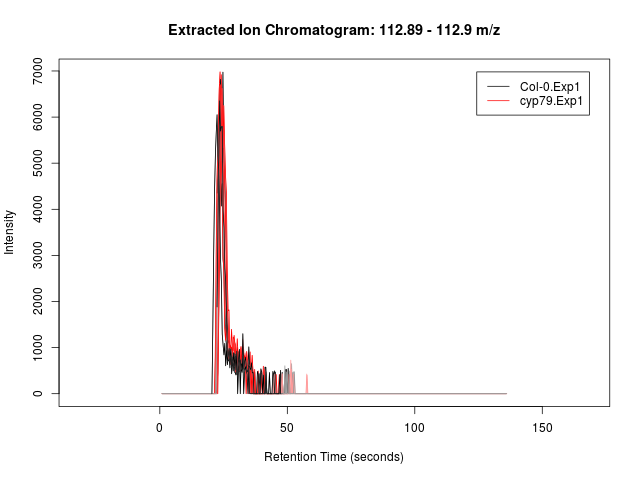 Extracted Ion Chromatogram: 112.89 - 112.9 m/z
Col-0.Exp1
cyp79.Exp1
Intensity
7000
6000
5000
4000
3000
2000
1000
0
0 50 100 150
Retention Time (seconds)